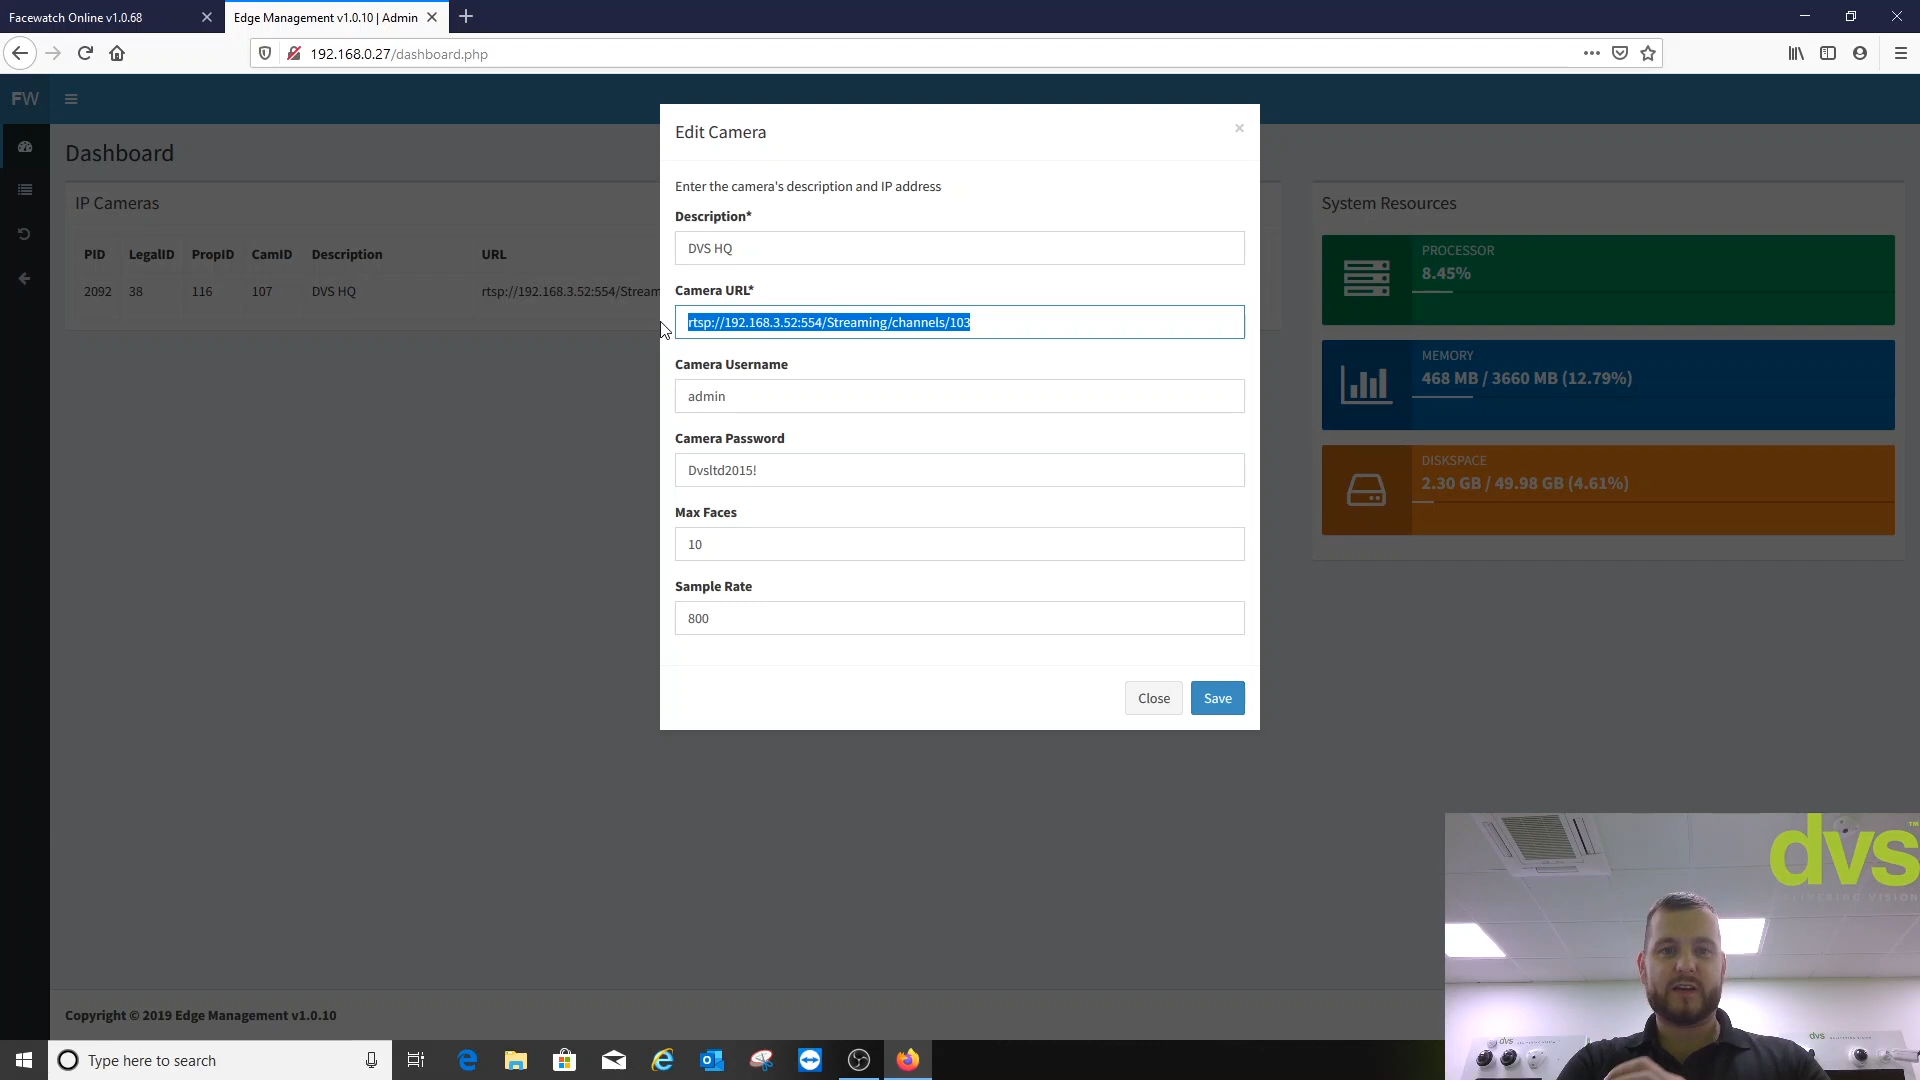 Facewatch Online v1.0.68
Edge Management v1.0.10 | Admin
192.168.0.27/dashboard.php
FW
Dashboard
IP Cameras
PID LegalID PropID CamID Description URL
2092 38 116 107 DVS HQ rtsp://192.168.3.52:554/Stream
Edit Camera
×
Enter the camera's description and IP address
Description*
DVS HQ
Camera URL*
rtsp://192.168.3.52:554/Streaming/channels/103
Camera Username
admin
Camera Password
Dvsltd2015!
Max Faces
10
Sample Rate
800
Close
Save
System Resources
PROCESSOR
8.45%
MEMORY
468 MB / 3660 MB (12.79%)
DISKSPACE
2.30 GB / 49.98 GB (4.61%)
dvs™
dvs
dvs
Copyright © 2019 Edge Management v1.0.10
Type here to search